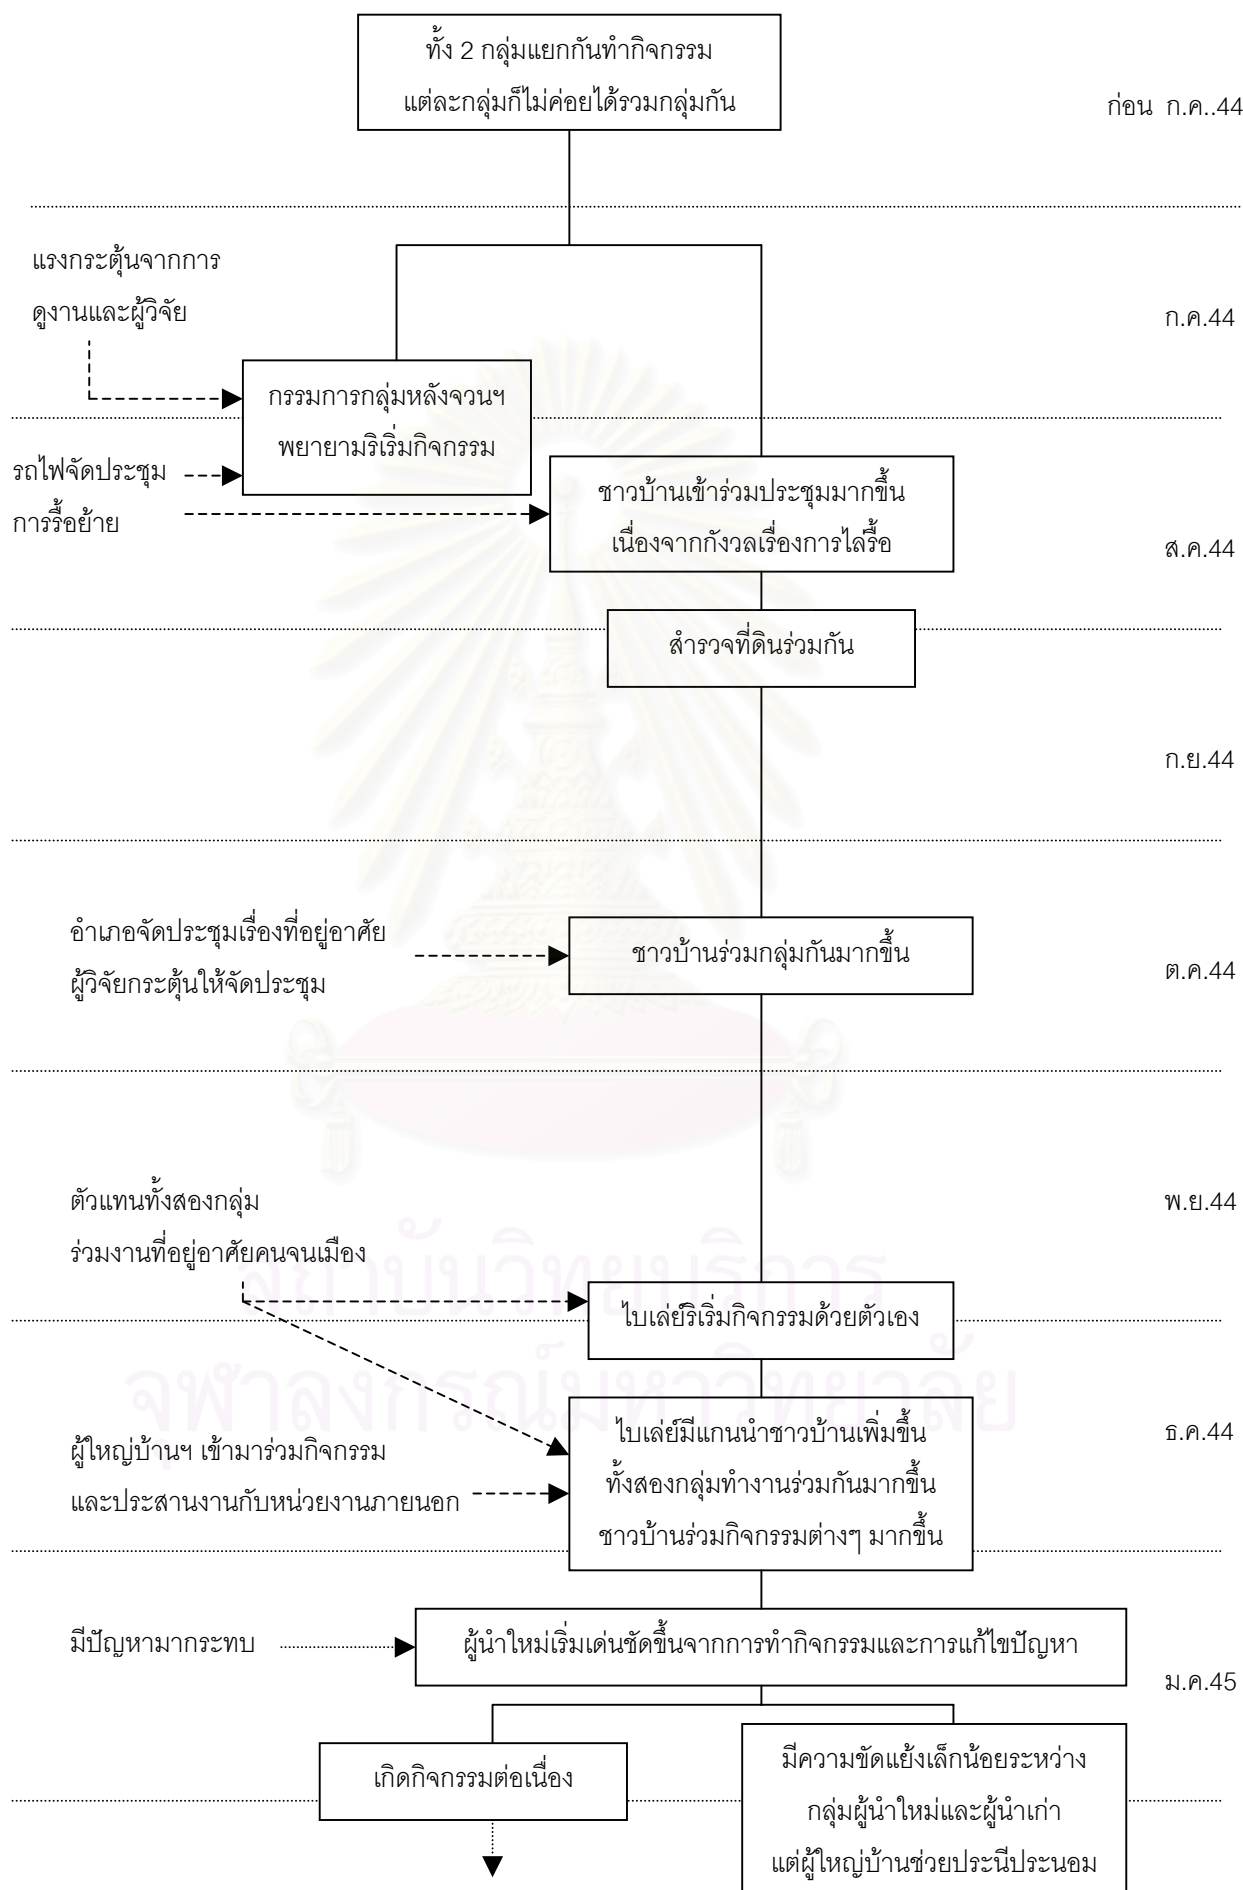 ทั้ง 2 กลุ่มแยกกันทำกิจกรรม
แต่ละกลุ่มก็ไม่ค่อยได้รวมกลุ่มกัน
ก่อน ก.ค..44
แรงกระตุ้นจากการ
ดูงานและผู้วิจัย
ก.ค.44
กรรมการกลุ่มหลังจวนฯ
พยายามริเริ่มกิจกรรม
รถไฟจัดประชุม
การรื้อย้าย
ชาวบ้านเข้าร่วมประชุมมากขึ้น
เนื่องจากกังวลเรื่องการไล่รื้อ
ส.ค.44
สำรวจที่ดินร่วมกัน
ก.ย.44
อำเภอจัดประชุมเรื่องที่อยู่อาศัย
ผู้วิจัยกระตุ้นให้จัดประชุม
ชาวบ้านร่วมกลุ่มกันมากขึ้น
ต.ค.44
ตัวแทนทั้งสองกลุ่ม
ร่วมงานที่อยู่อาศัยคนจนเมือง
พ.ย.44
สถาบันวิทยบริการ
ไบเล่ย์ริเริ่มกิจกรรมด้วยตัวเอง
จุฬาลงกรณ์มหาวิทยาลัย
ผู้ใหญ่บ้านฯ เข้ามาร่วมกิจกรรม
และประสานงานกับหน่วยงานภายนอก
ไบเล่ย์มีแกนนำชาวบ้านเพิ่มขึ้น
ทั้งสองกลุ่มทำงานร่วมกันมากขึ้น
ชาวบ้านร่วมกิจกรรมต่างๆ มากขึ้น
ธ.ค.44
มีปัญหามากระทบ
ผู้นำใหม่เริ่มเด่นชัดขึ้นจากการทำกิจกรรมและการแก้ไขปัญหา
ม.ค.45
เกิดกิจกรรมต่อเนื่อง
มีความขัดแย้งเล็กน้อยระหว่าง
กลุ่มผู้นำใหม่และผู้นำเก่า
แต่ผู้ใหญ่บ้านช่วยประนีประนอม